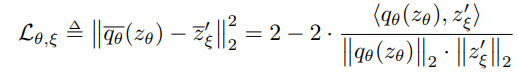 $\mathcal{L}_{\theta,\xi} \triangleq \left\| \overline{q_\theta}(z_\theta) - \overline{z}'_\xi \right\|_2^2 = 2 - 2 \cdot \frac{\langle q_\theta(z_\theta), z'_\xi \rangle}{\left\| q_\theta(z_\theta) \right\|_2 \cdot \left\| z'_\xi \right\|_2}$